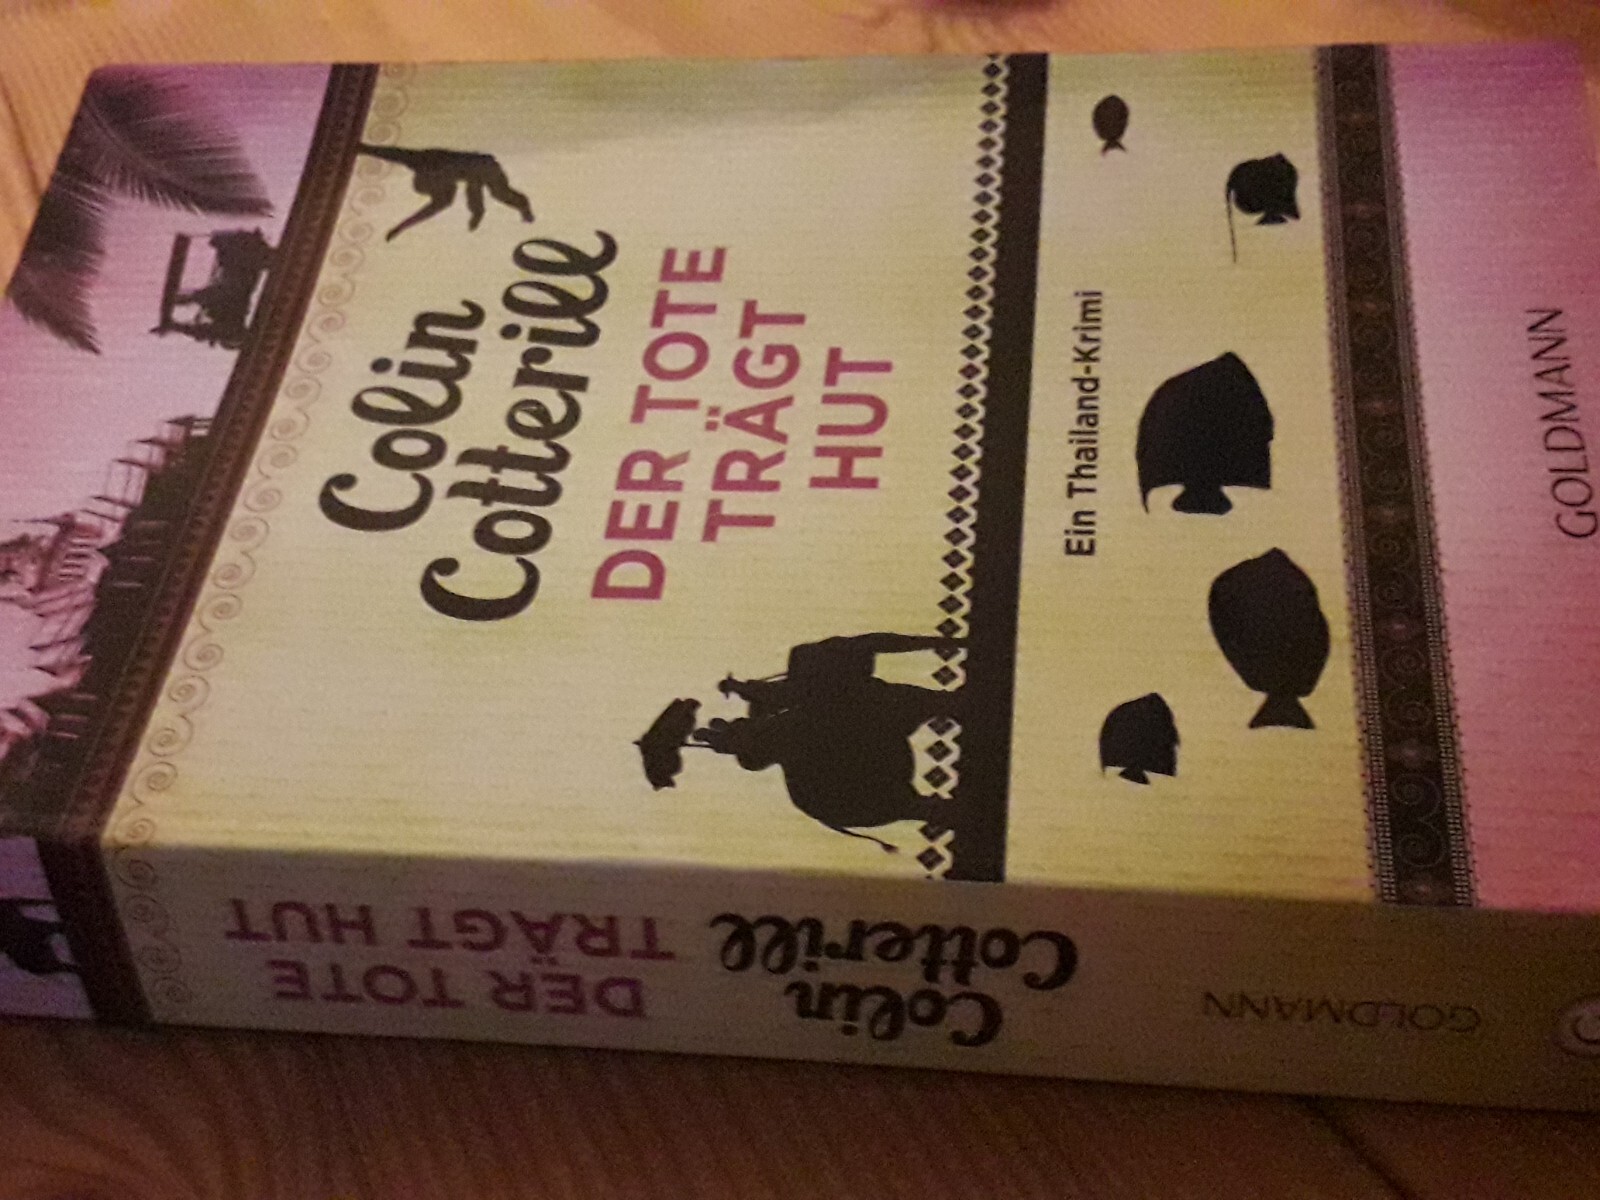 Colin
Cotterill
DER TOTE
TRÄGT
HUT
Ein Thailand-Krimi
GOLDMANN
DER TOTE
TRÄGT HUT
Colin
Cotterill
GOLDMANN